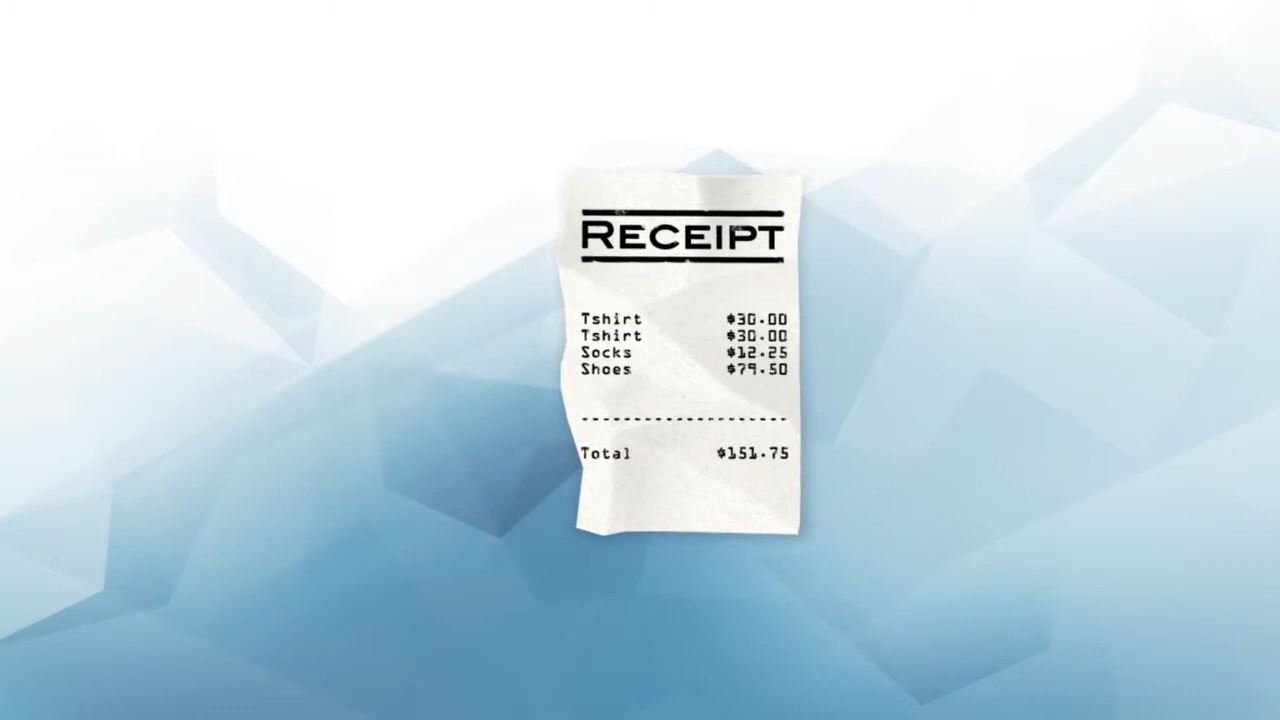 RECEIPT
Tshirt $30.00
Tshirt $30.00
Socks $12.25
Shoes $79.50
--------------------
Total $151.75